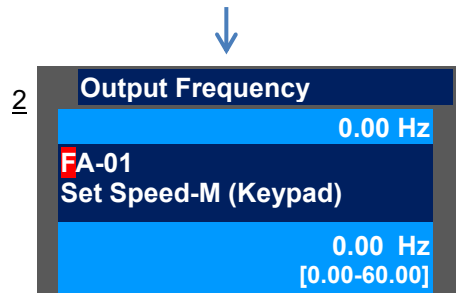 2
Output Frequency
0.00 Hz
FA-01
Set Speed-M (Keypad)
0.00 Hz
[0.00-60.00]